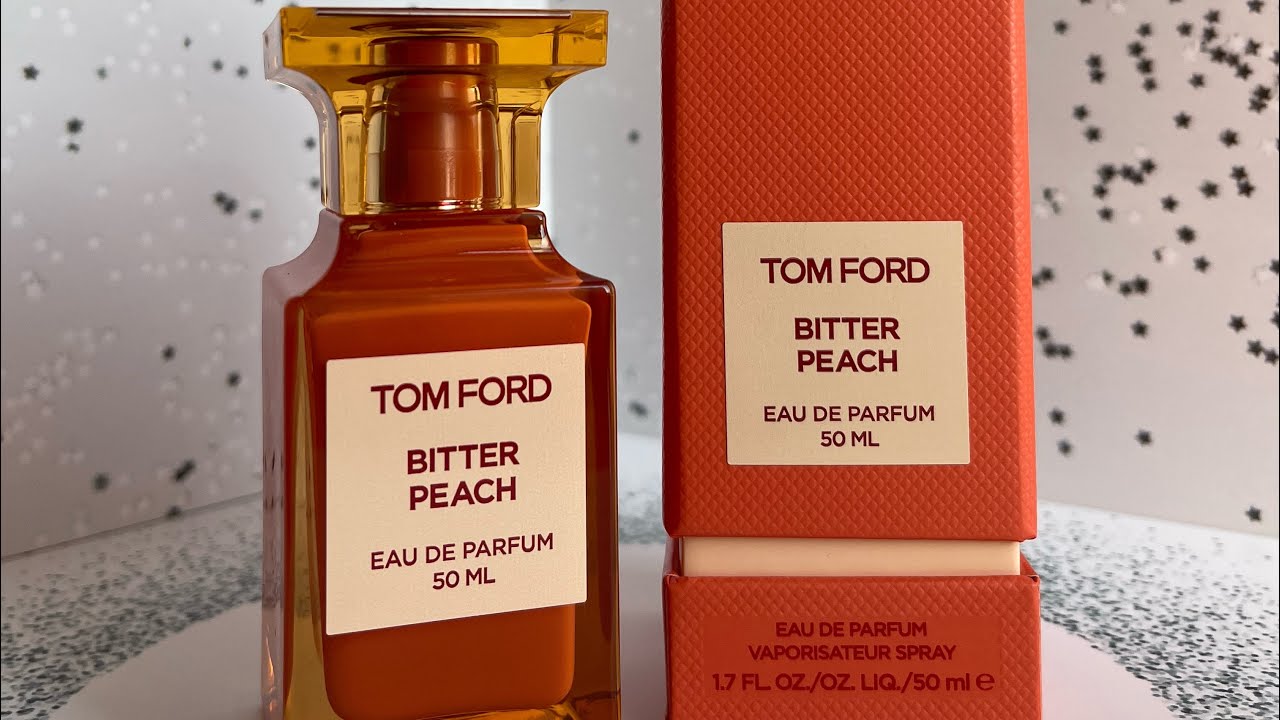 TOM FORD
BITTER
PEACH
EAU DE PARFUM
50 ML
TOM FORD
BITTER
PEACH
EAU DE PARFUM
50 ML
EAU DE PARFUM
VAPORISATEUR SPRAY
1.7 FL. OZ./OZ. LIQ./50 ml e